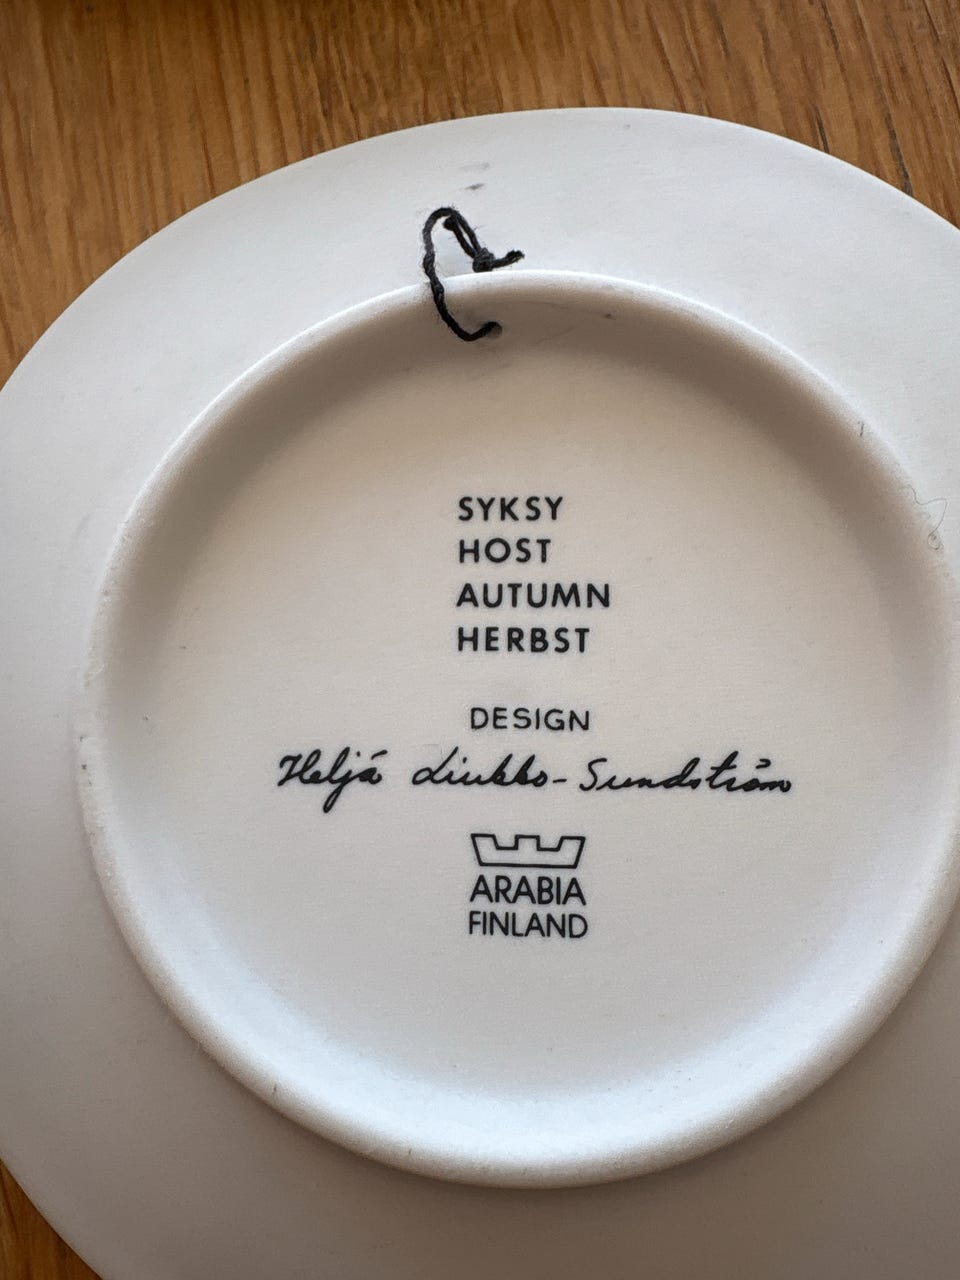 SYKSY
HOST
AUTUMN
HERBST
DESIGN
Heljä Liukko-Sundström
ARABIA
FINLAND